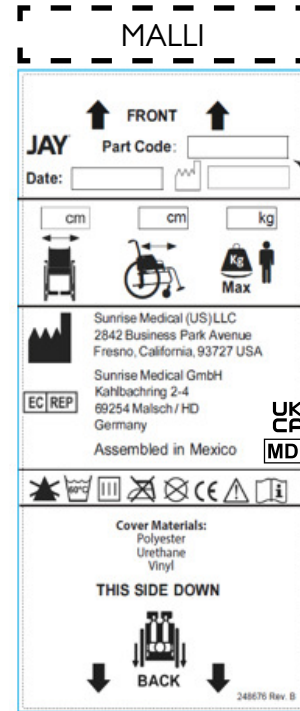 MALLI
FRONT
JAY
Part Code:
Date:
cm
cm
kg
Kg
Max
Sunrise Medical (US) LLC
2842 Business Park Avenue
Fresno, California, 93727 USA
Sunrise Medical GmbH
Kahlbachring 2-4
69254 Malsch / HD
Germany
EC REP
UK
CA
Assembled in Mexico
MD
60°C
CE
i
Cover Materials:
Polyester
Urethane
Vinyl
THIS SIDE DOWN
BACK
248676 Rev. B